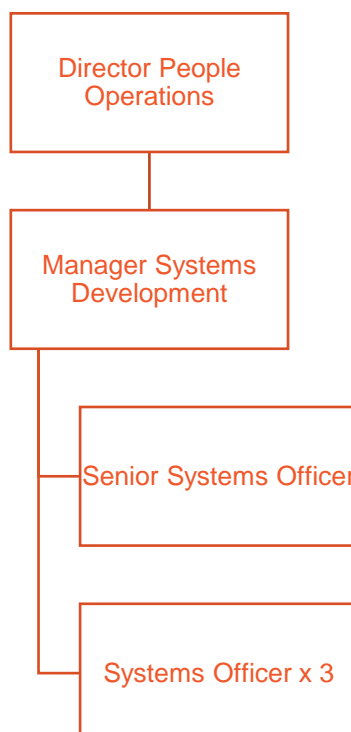 Director People
Operations
Manager Systems
Development
Senior Systems Officer
Systems Officer x 3